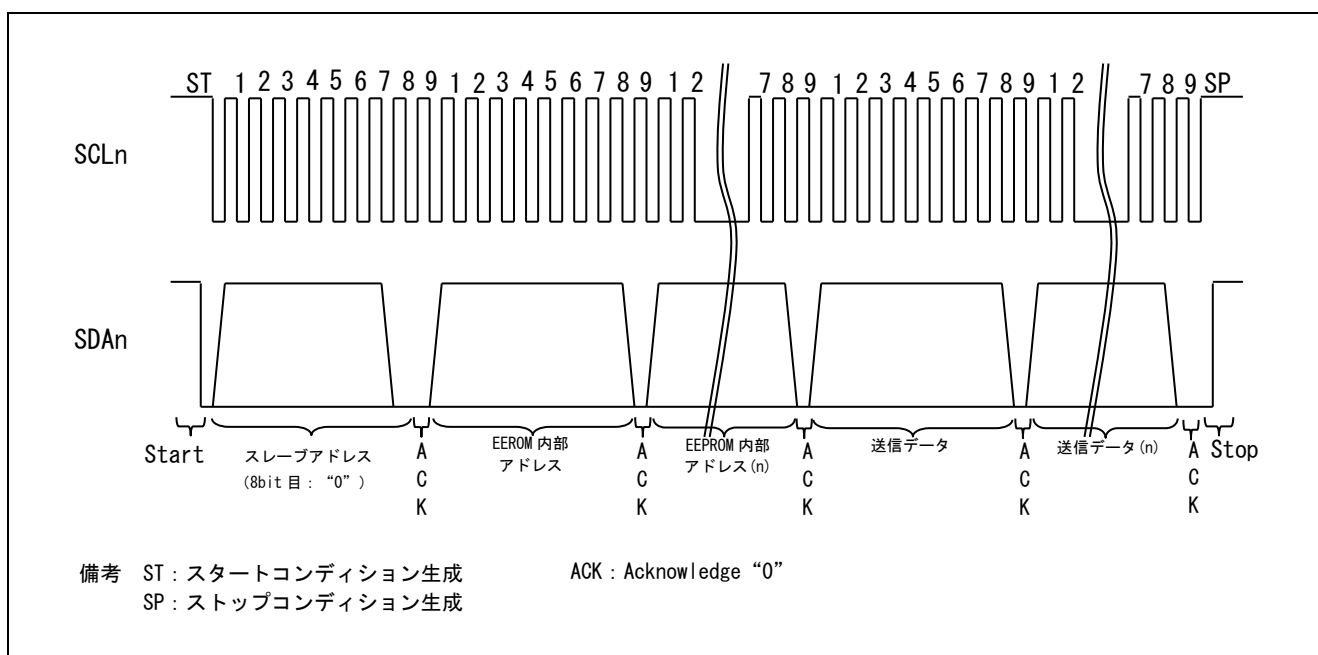 ST 1 2 3 4 5 6 7 8 9 1 2 3 4 5 6 7 8 9 1 2 7 8 9 1 2 3 4 5 6 7 8 9 1 2 7 8 9 SP
SCLn
SDAn
Start
スレーブアドレス
(8bit 目: “0”)
ACK
EEROM 内部
アドレス
ACK
EEPROM 内部
アドレス(n)
ACK
送信データ
ACK
送信データ(n)
ACK
Stop
備考 ST:スタートコンディション生成 ACK:Acknowledge “0”
SP:ストップコンディション生成